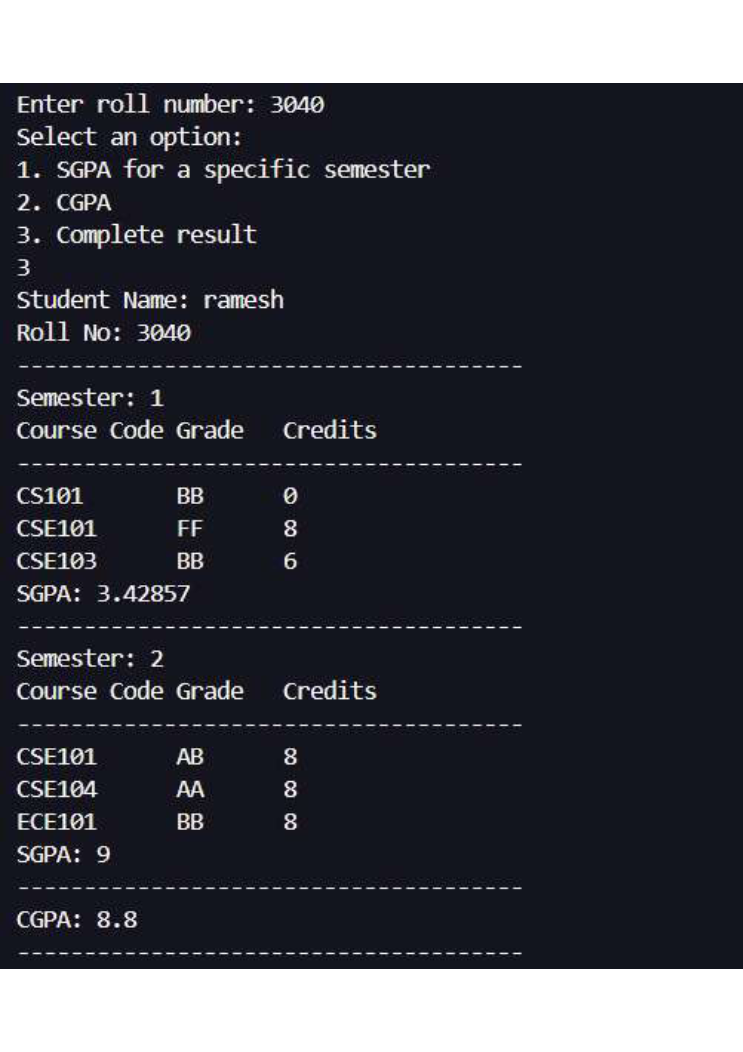 Enter roll number: 3040
Select an option:
1. SGPA for a specific semester
2. CGPA
3. Complete result
3
Student Name: ramesh
Roll No: 3040
--------------------------------------
Semester: 1
Course Code Grade   Credits
--------------------------------------
CS101       BB      0
CSE101      FF      8
CSE103      BB      6
SGPA: 3.42857
--------------------------------------
Semester: 2
Course Code Grade   Credits
--------------------------------------
CSE101      AB      8
CSE104      AA      8
ECE101      BB      8
SGPA: 9
--------------------------------------
CGPA: 8.8
--------------------------------------